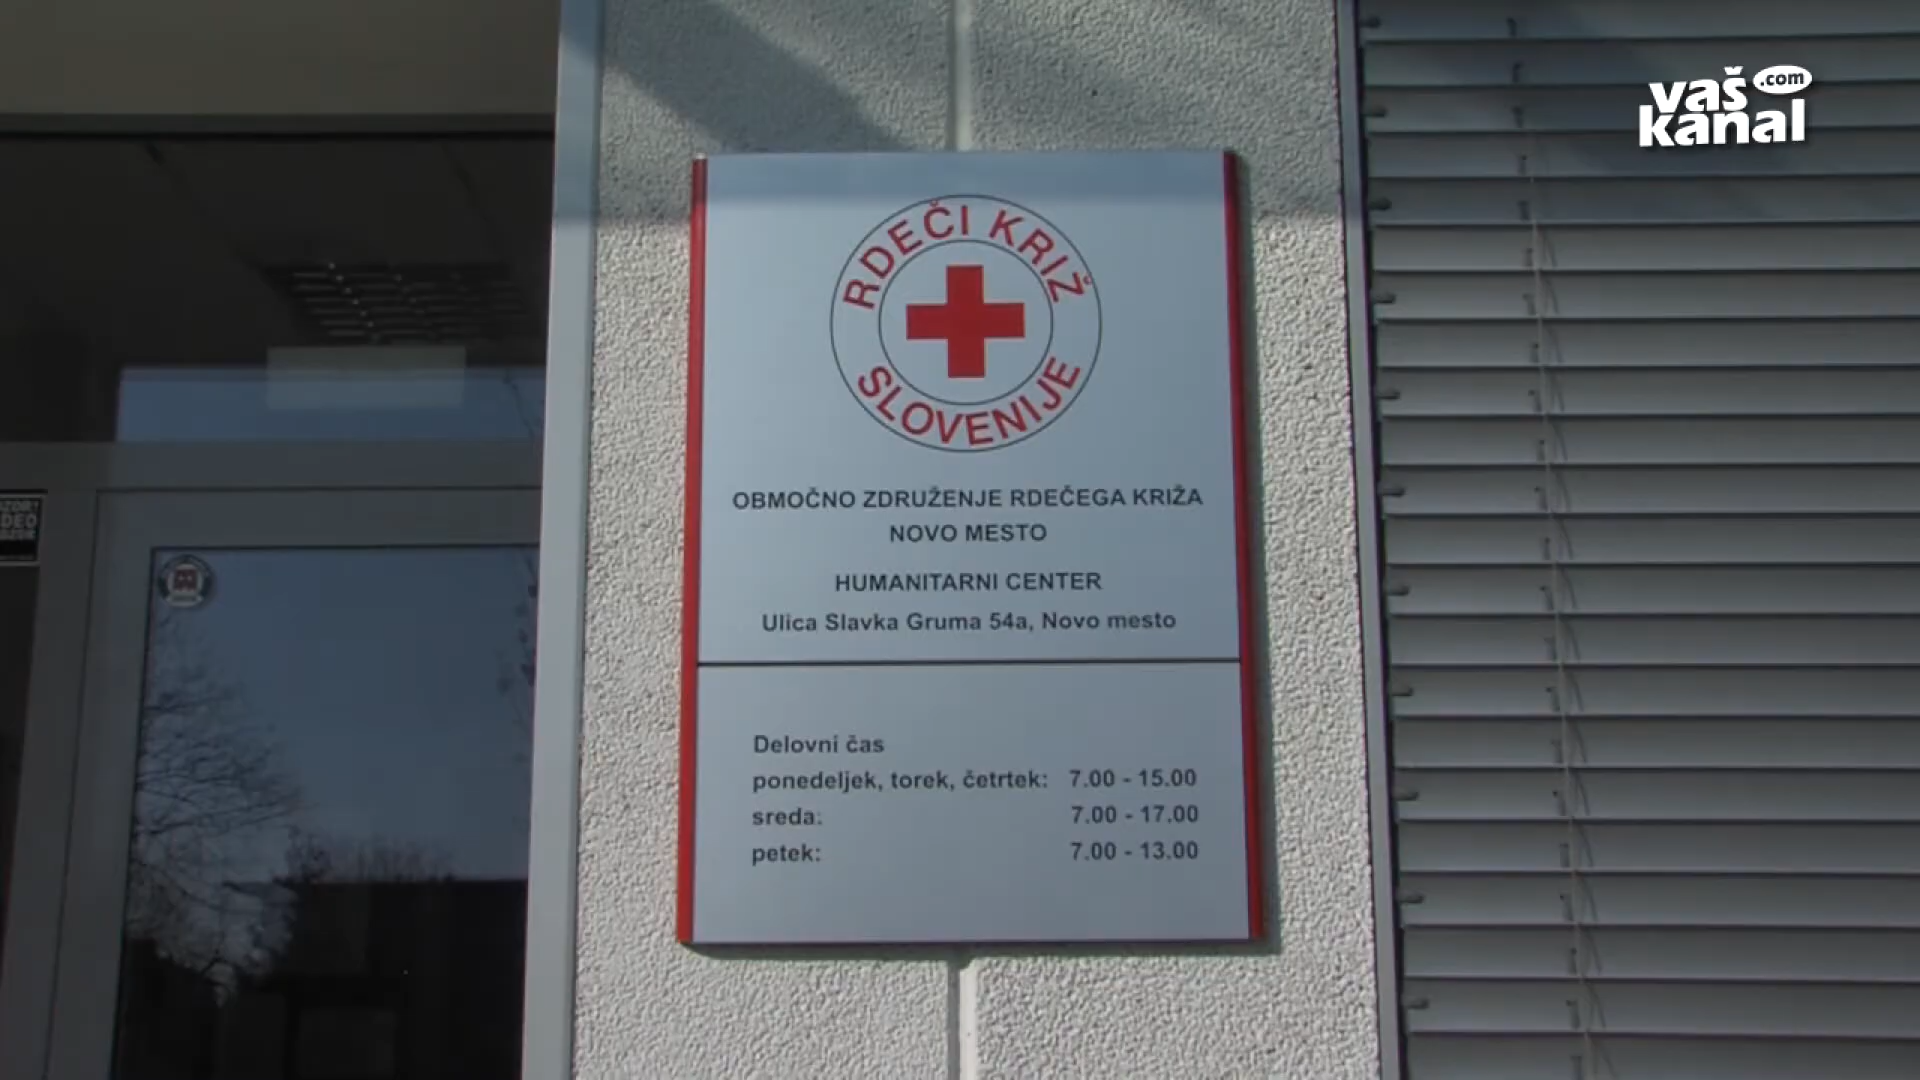 vaš .com
kanal
RDEČI KRIŽ
SLOVENIJE
OBMOČNO ZDRUŽENJE RDEČEGA KRIŽA
NOVO MESTO
HUMANITARNI CENTER
Ulica Slavka Gruma 54a, Novo mesto
Delovni čas
ponedeljek, torek, četrtek: 7.00 - 15.00
sreda: 7.00 - 17.00
petek: 7.00 - 13.00